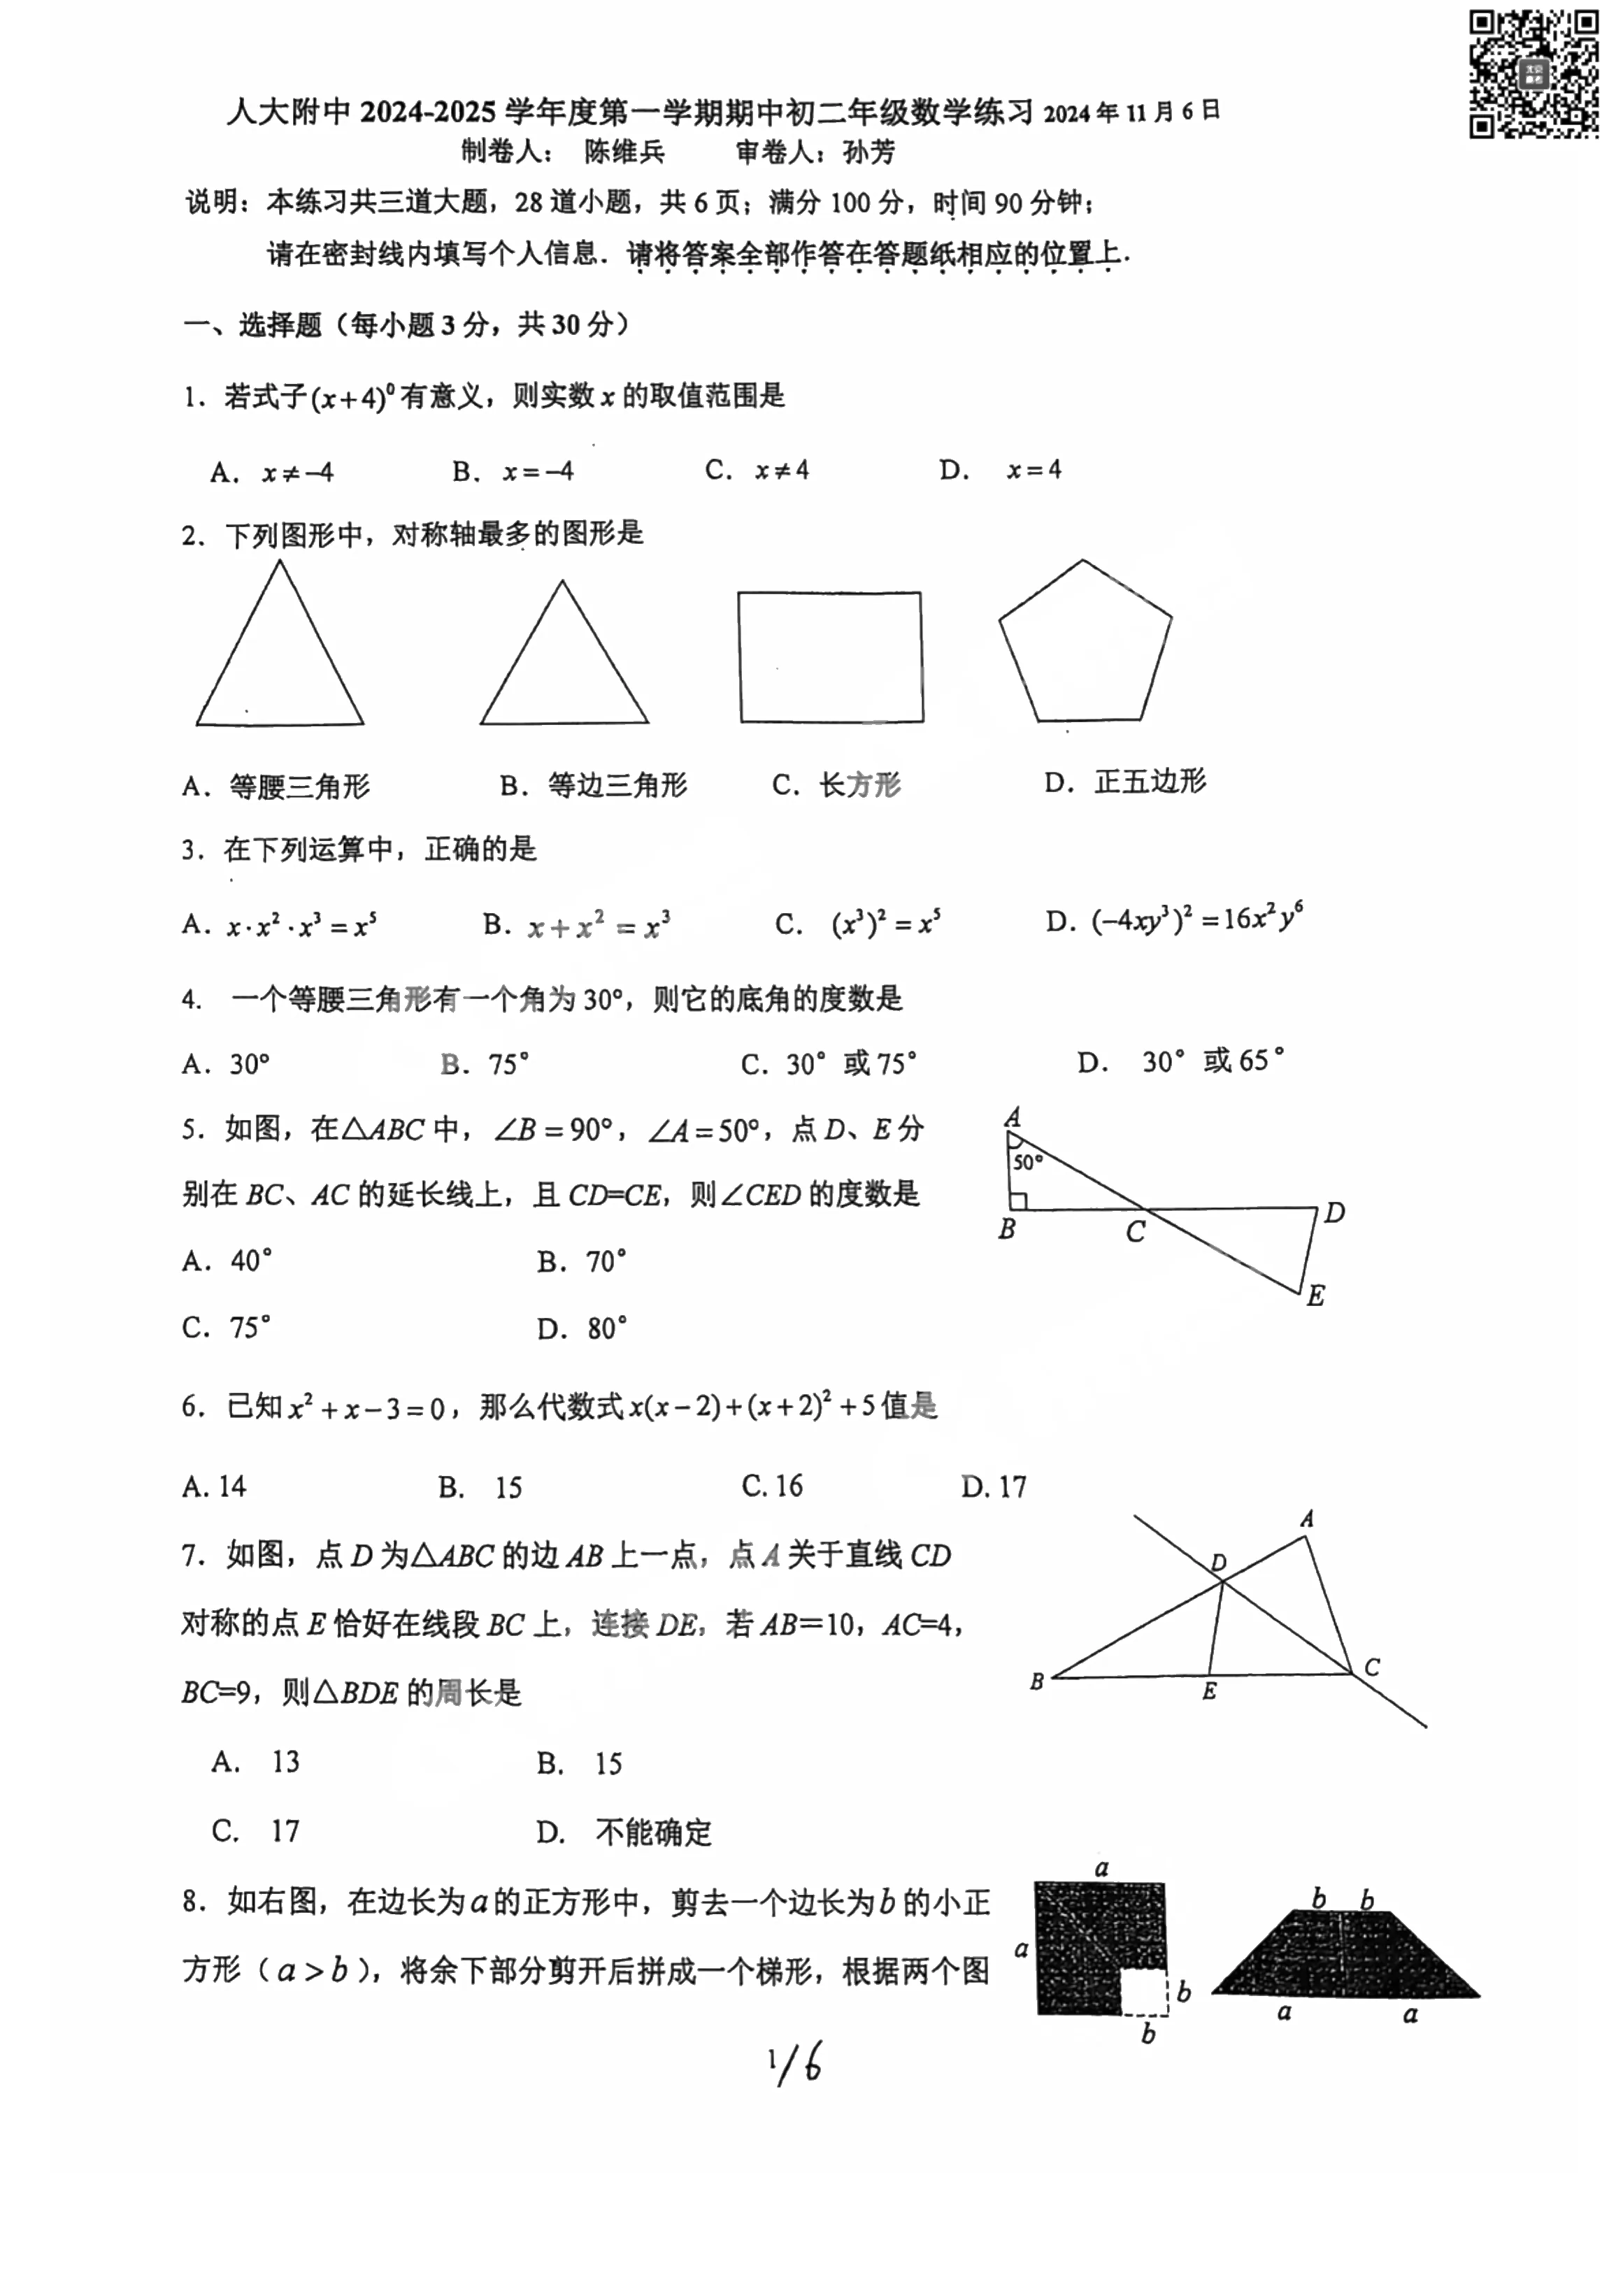 人大附中 2024-2025 学年度第一学期期中初二年级数学练习 2024 年 11 月 6 日
制卷人： 陈维兵 审卷人：孙芳
说明：本练习共三道大题，28 道小题，共 6 页；满分 100 分，时间 90 分钟；
请在密封线内填写个人信息．请将答案全部作答在答题纸相应的位置上．
一、选择题（每小题 3 分，共 30 分）
1．若式子 (x+4)⁰ 有意义，则实数 x 的取值范围是
A． x≠−4 B． x=−4 C． x≠4 D． x=4
2．下列图形中，对称轴最多的图形是
A．等腰三角形 B．等边三角形 C．长方形 D．正五边形
3．在下列运算中，正确的是
A．x·x²·x³=x⁵ B．x+x²=x³ C． (x³)²=x⁵ D．(−4xy³)²=16x²y⁶
4. 一个等腰三角形有一个角为 30°，则它的底角的度数是
A．30° B．75° C．30° 或 75° D． 30° 或 65°
5．如图，在△ABC 中，∠B=90°，∠A=50°，点 D、E 分
别在 BC、AC 的延长线上，且 CD=CE，则∠CED 的度数是
A．40° B．70°
C．75° D．80°
A
50°
B
C
D
E
6．已知 x²+x−3=0，那么代数式 x(x−2)+(x+2)²+5 值是
A. 14 B. 15 C. 16 D. 17
7．如图，点 D 为△ABC 的边 AB 上一点，点 A 关于直线 CD
对称的点 E 恰好在线段 BC 上，连接 DE，若 AB＝10，AC=4，
BC=9，则△BDE 的周长是
A. 13 B. 15
C. 17 D. 不能确定
A
D
B
E
C
8．如右图，在边长为 a 的正方形中，剪去一个边长为 b 的小正
方形（a＞b），将余下部分剪开后拼成一个梯形，根据两个图
a
a
b
b
b b
a a
1/6